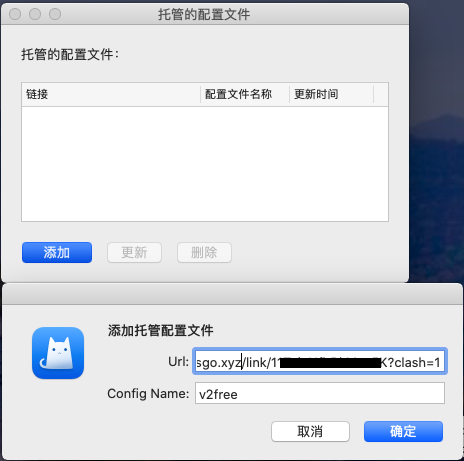 托管的配置文件
托管的配置文件：
链接 配置文件名称 更新时间
添加 更新 删除
添加托管配置文件
Url: sgo.xyz/link/11 K?clash=1
Config Name: v2free
取消 确定